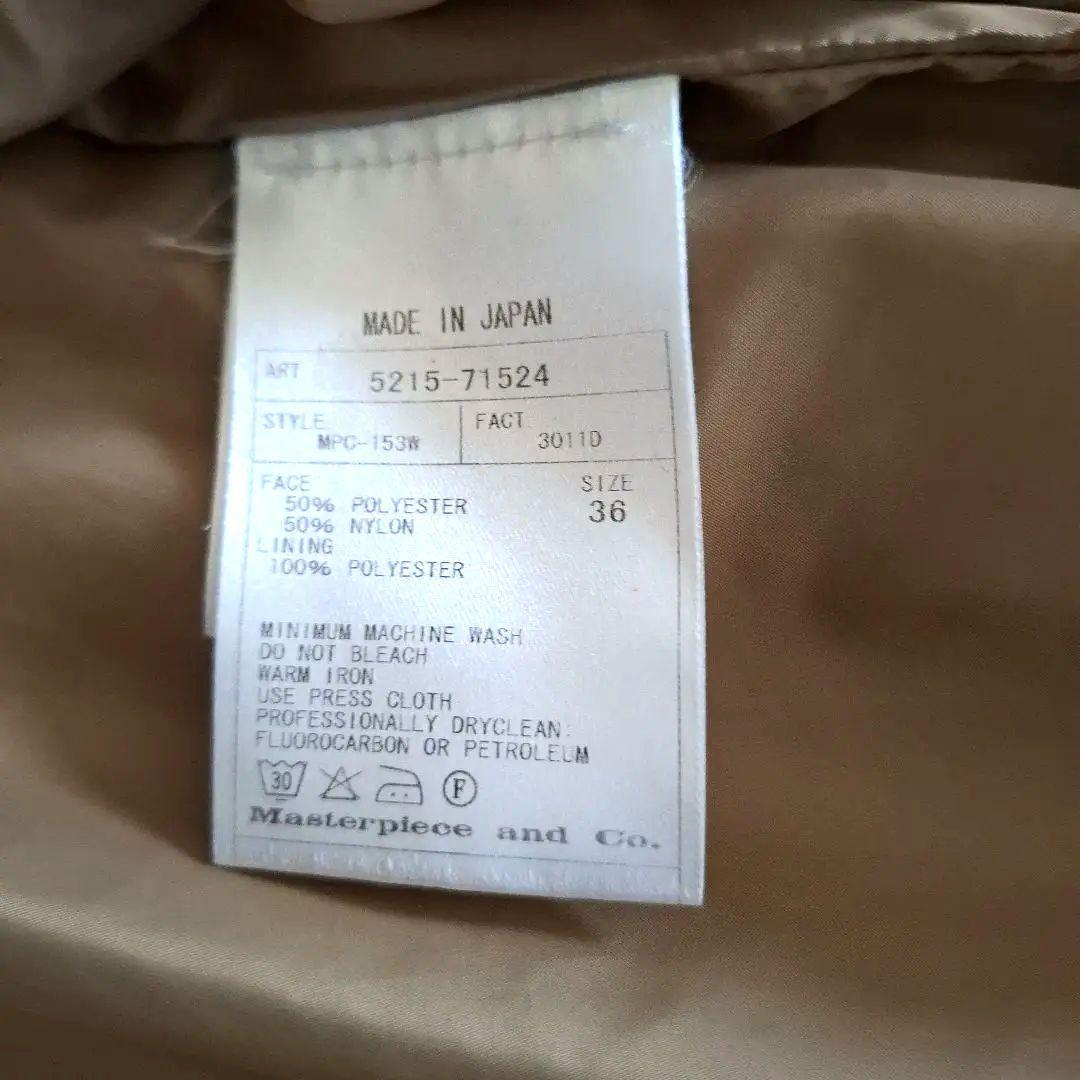 MADE IN JAPAN
ART 5215-71524
STYLE FACT
MPC-153W 3011D
FACE SIZE
50% POLYESTER 36
50% NYLON
LINING
100% POLYESTER
MINIMUM MACHINE WASH
DO NOT BLEACH
WARM IRON
USE PRESS CLOTH
PROFESSIONALLY DRYCLEAN:
FLUOROCARBON OR PETROLEUM
30 F
Masterpiece and Co.